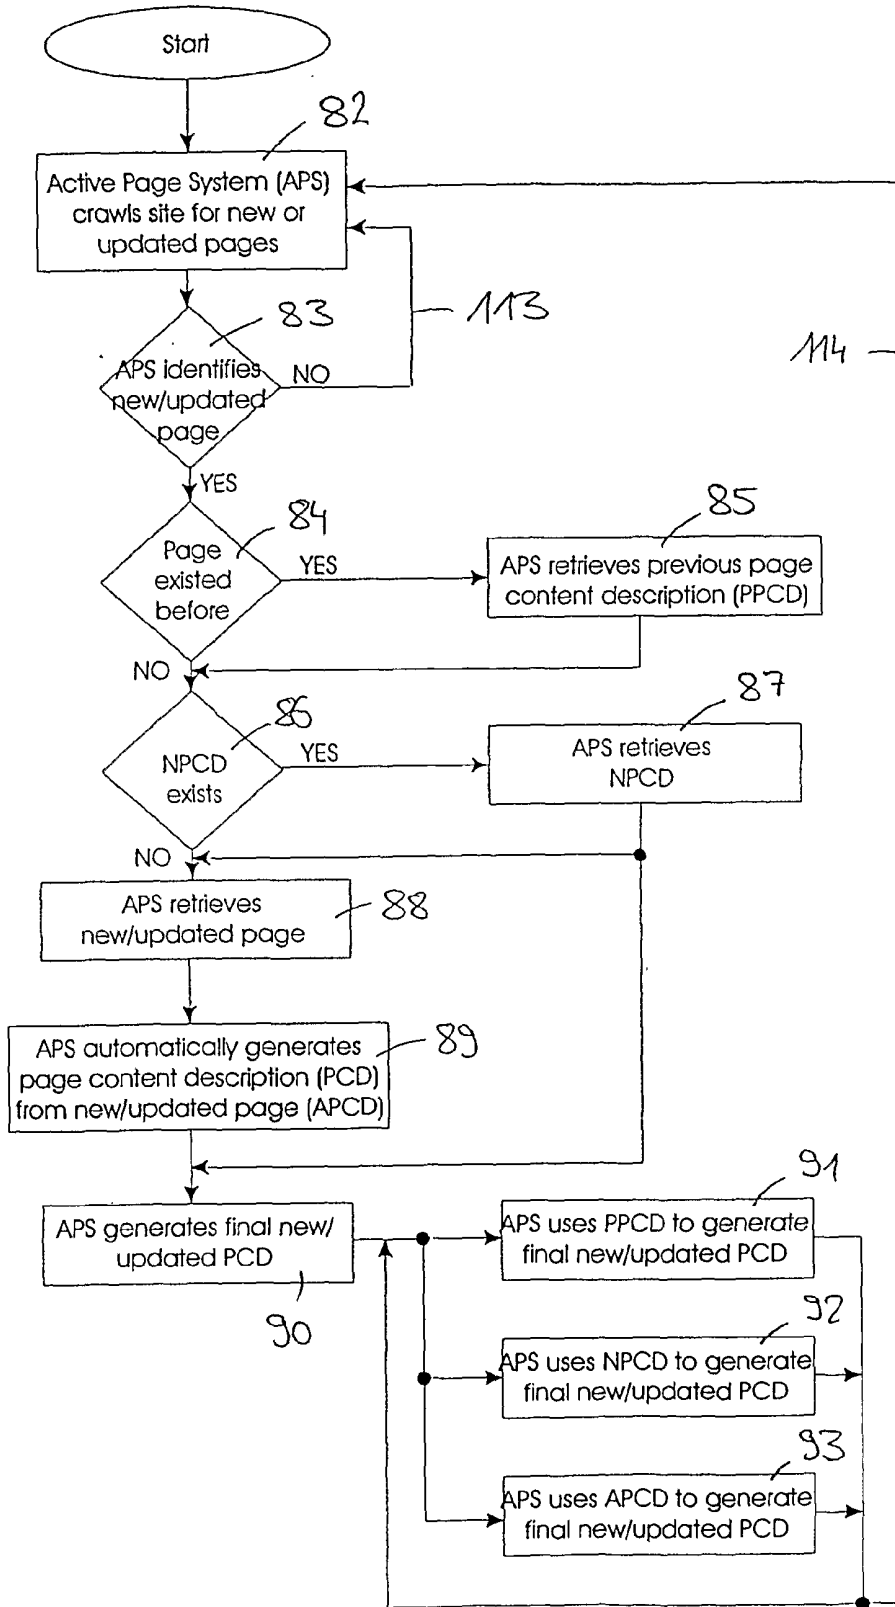 Start
82
Active Page System (APS)
crawls site for new or
updated pages
83
113
114
APS identifies
new/updated
page
NO
YES
84
85
Page
existed
before
YES
APS retrieves previous page
content description (PPCD)
NO
86
87
NPCD
exists
YES
APS retrieves
NPCD
NO
APS retrieves
new/updated page
88
89
APS automatically generates
page content description (PCD)
from new/updated page (APCD)
91
APS generates final new/
updated PCD
90
APS uses PPCD to generate
final new/updated PCD
92
APS uses NPCD to generate
final new/updated PCD
93
APS uses APCD to generate
final new/updated PCD